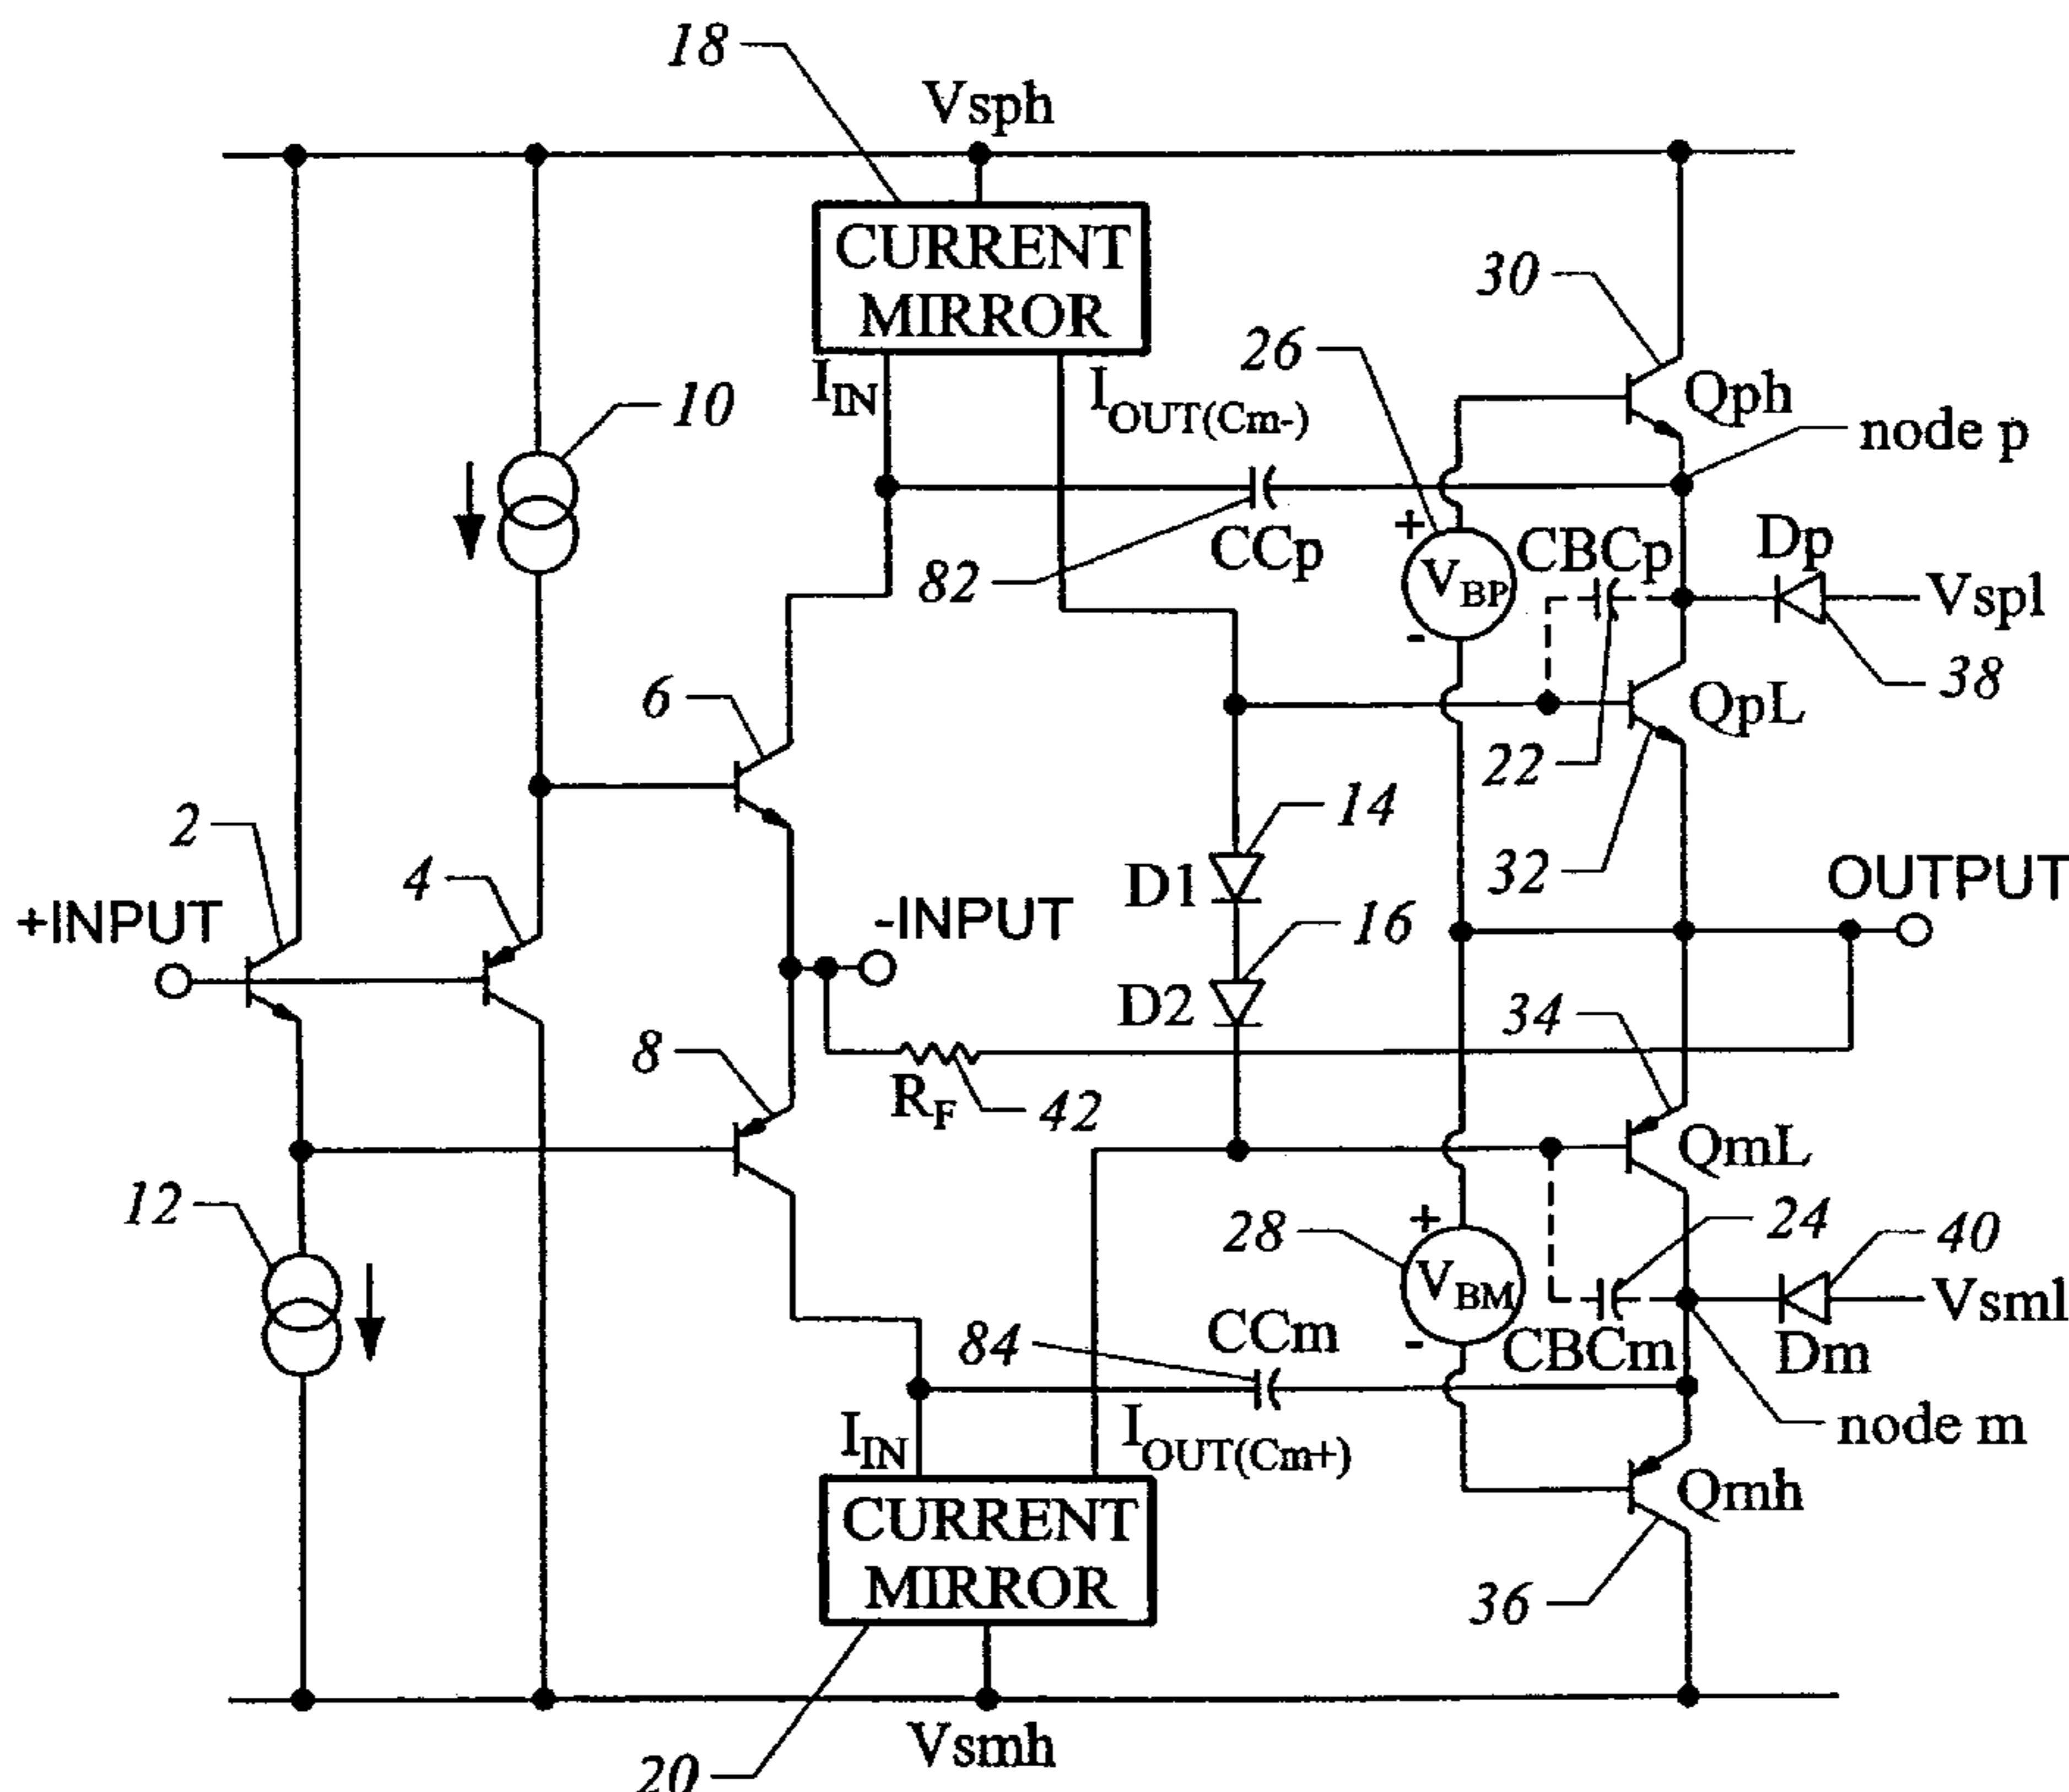 18
Vsph
CURRENT
MIRROR
30
26
Qph
IIN
IOUT(Cm-)
10
node p
+
CBCp
Dp
CCp
VBP
Vspl
82
-
38
6
QpL
22
2
14
4
D1
32
OUTPUT
+INPUT
-INPUT
16
D2
34
8
RF
42
QmL
12
+
24
40
28
VBM
Vsml
84
CCm
-
CBCm
Dm
IIN
IOUT(Cm+)
node m
CURRENT
MIRROR
Qmh
36
Vsmh
20